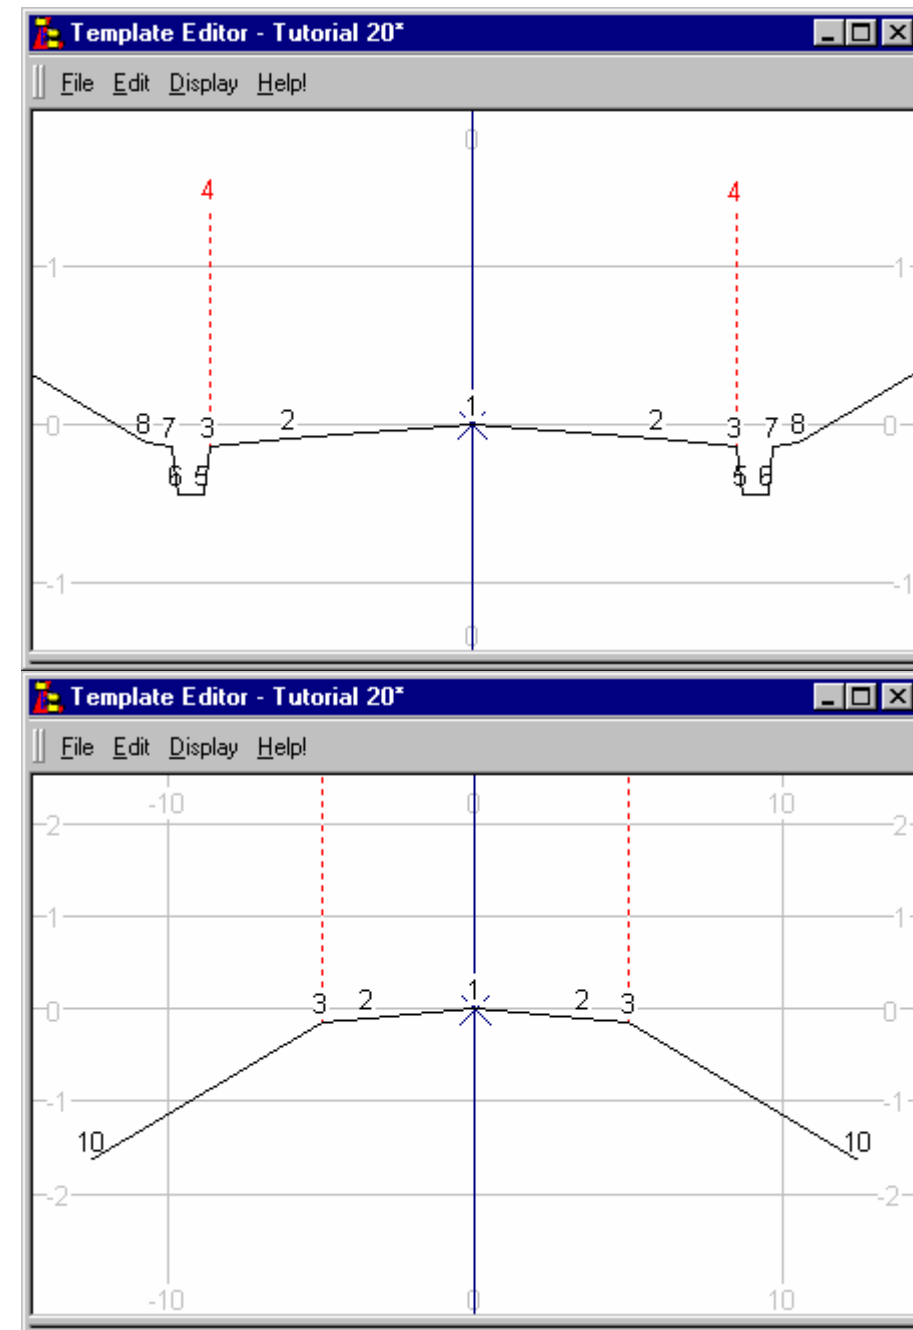 Template Editor - Tutorial 20*
File Edit Display Help!
0
4 4
1 1
1
0 8 7 3 2 2 3 7 8 0
6 5 5 6
-1 -1
0
Template Editor - Tutorial 20*
File Edit Display Help!
-10 0 10
2 2
1 1
1
0 3 2 2 3 0
-1 -1
10 10
-2 -2
-10 0 10